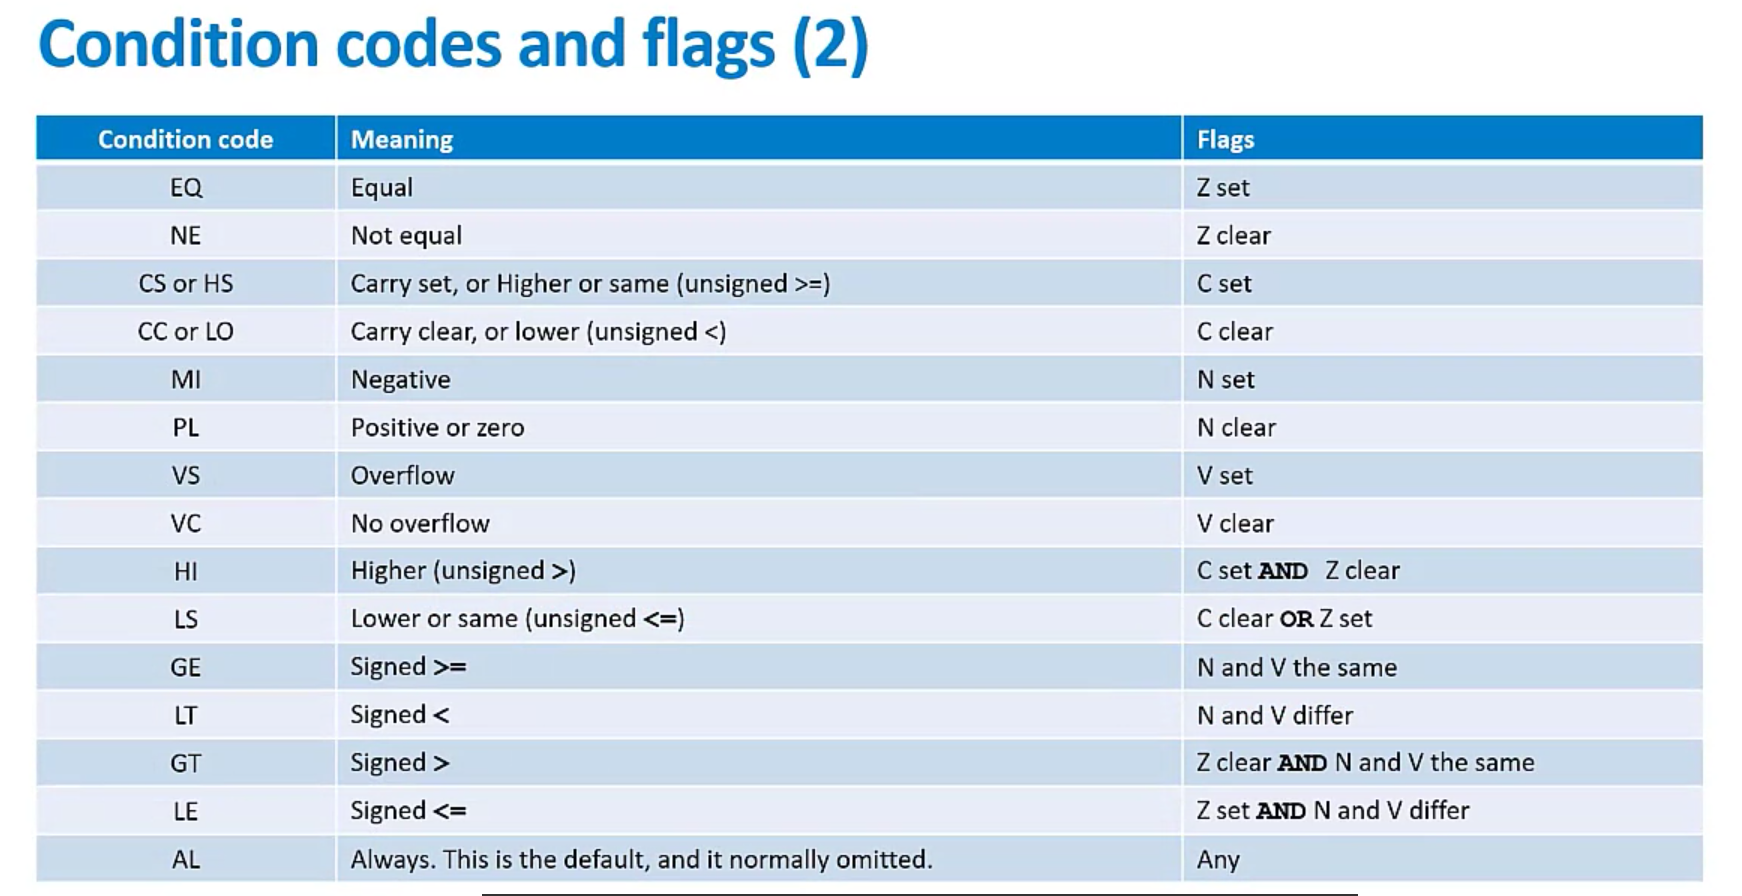 Condition codes and flags (2)
Condition code Meaning Flags
EQ Equal Z set
NE Not equal Z clear
CS or HS Carry set, or Higher or same (unsigned >=) C set
CC or LO Carry clear, or lower (unsigned <) C clear
MI Negative N set
PL Positive or zero N clear
VS Overflow V set
VC No overflow V clear
HI Higher (unsigned >) C set AND Z clear
LS Lower or same (unsigned <=) C clear OR Z set
GE Signed >= N and V the same
LT Signed < N and V differ
GT Signed > Z clear AND N and V the same
LE Signed <= Z set AND N and V differ
AL Always. This is the default, and it normally omitted. Any